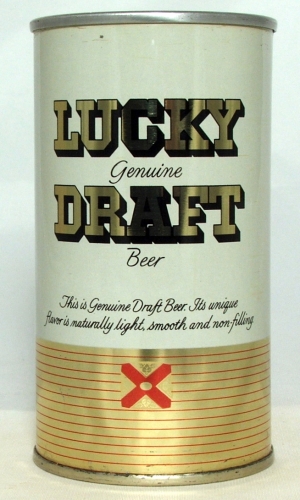 LUCKY
Genuine
DRAFT
Beer
This is Genuine Draft Beer. Its unique
flavor is naturally light, smooth and non-filling